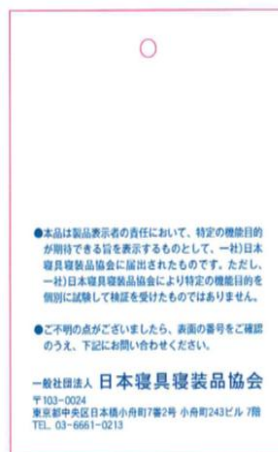 ●本品は製品表示者の責任において、特定の機能目的
が期待できる旨を表示するものとして、一社)日本
寝具寝装品協会に届出されたものです。ただし、
一社)日本寝具寝装品協会により特定の機能目的を
個別に試験して検証を受けたものではありません。
●ご不明の点がございましたら、表面の番号をご確認
のうえ、下記にお問い合わせください。
一般社団法人 日本寝具寝装品協会
〒103-0024
東京都中央区日本橋小舟町7番2号 小舟町243ビル 7階
TEL. 03-6661-0213